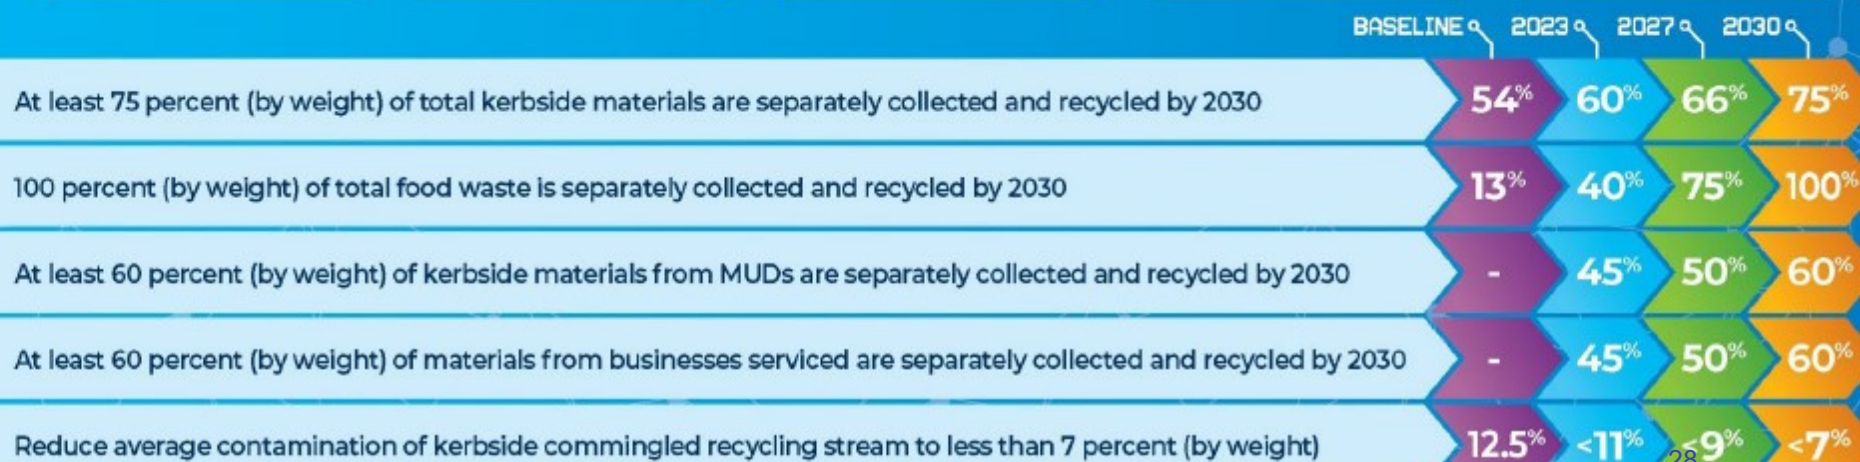 BASELINE 2023 2027 2030
At least 75 percent (by weight) of total kerbside materials are separately collected and recycled by 2030 54% 60% 66% 75%
100 percent (by weight) of total food waste is separately collected and recycled by 2030 13% 40% 75% 100%
At least 60 percent (by weight) of kerbside materials from MUDs are separately collected and recycled by 2030 - 45% 50% 60%
At least 60 percent (by weight) of materials from businesses serviced are separately collected and recycled by 2030 - 45% 50% 60%
Reduce average contamination of kerbside commingled recycling stream to less than 7 percent (by weight) 12.5% <11% <9% <7%
28